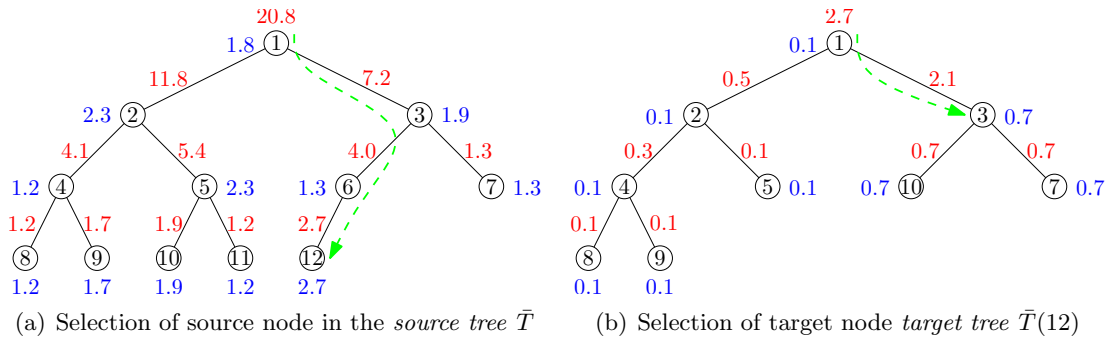 20.8 2.7
1.8 1 0.1 1
11.8 7.2 0.5 2.1
2.3 2 3 1.9 0.1 2 3 0.7
4.1 5.4 4.0 1.3 0.3 0.1 0.7 0.7
1.2 4 5 2.3 1.3 6 7 1.3 0.1 4 5 0.1 0.7 10 7 0.7
1.2 1.7 1.9 1.2 2.7 0.1 0.1
8 9 10 11 12 8 9
1.2 1.7 1.9 1.2 2.7 0.1 0.1
(a) Selection of source node in the source tree T̄
(b) Selection of target node target tree T̄(12)